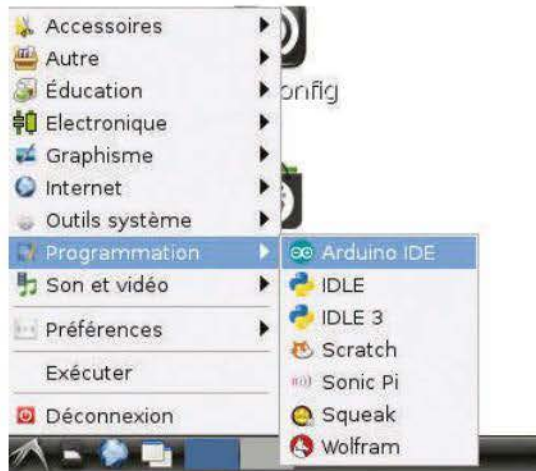 Accessoires
Autre
Éducation
onfig
Electronique
Graphisme
Internet
Outils système
Programmation
Arduino IDE
Son et vidéo
IDLE
IDLE 3
Préférences
Scratch
Exécuter
Sonic Pi
Squeak
Déconnexion
Wolfram